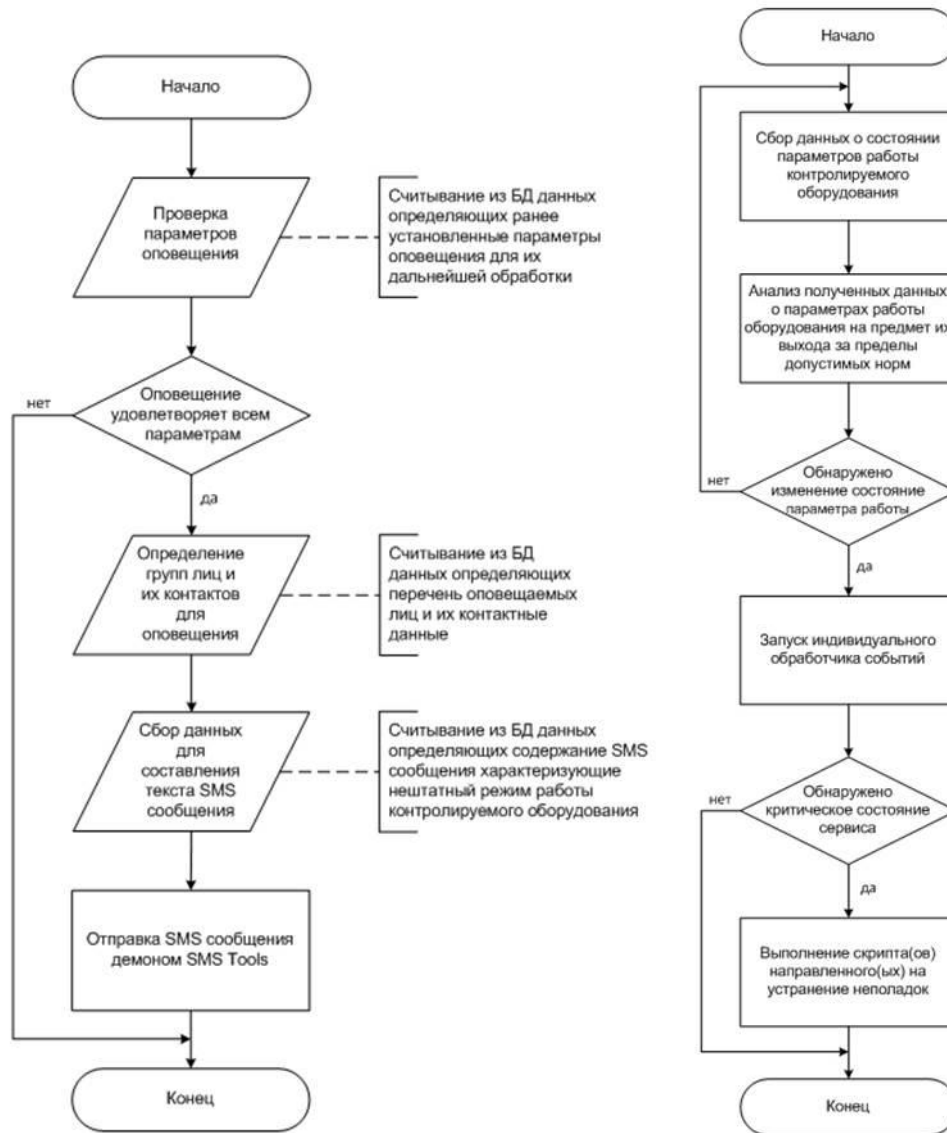 Начало
Проверка
параметров
оповещения
Считывание из БД данных
определяющих ранее
установленные параметры
оповещения для их
дальнейшей обработки
Оповещение
удовлетворяет всем
параметрам
нет
да
Определение
групп лиц и
их контактов
для
оповещения
Считывание из БД
данных определяющих
перечень оповещаемых
лиц и их контактные
данные
Сбор данных
для
составления
текста SMS
сообщения
Считывание из БД данных
определяющих содержание SMS
сообщения характеризующие
нештатный режим работы
контролируемого оборудования
Отправка SMS сообщения
демоном SMS Tools
Конец
Начало
Сбор данных о состоянии
параметров работы
контролируемого
оборудования
Анализ полученных данных
о параметрах работы
оборудования на предмет их
выхода за пределы
допустимых норм
Обнаружено
изменение состояние
параметра работы
нет
да
Запуск индивидуального
обработчика событий
Обнаружено
критическое состояние
сервиса
нет
да
Выполнение скрипта(ов)
направленного(ых) на
устранение неполадок
Конец